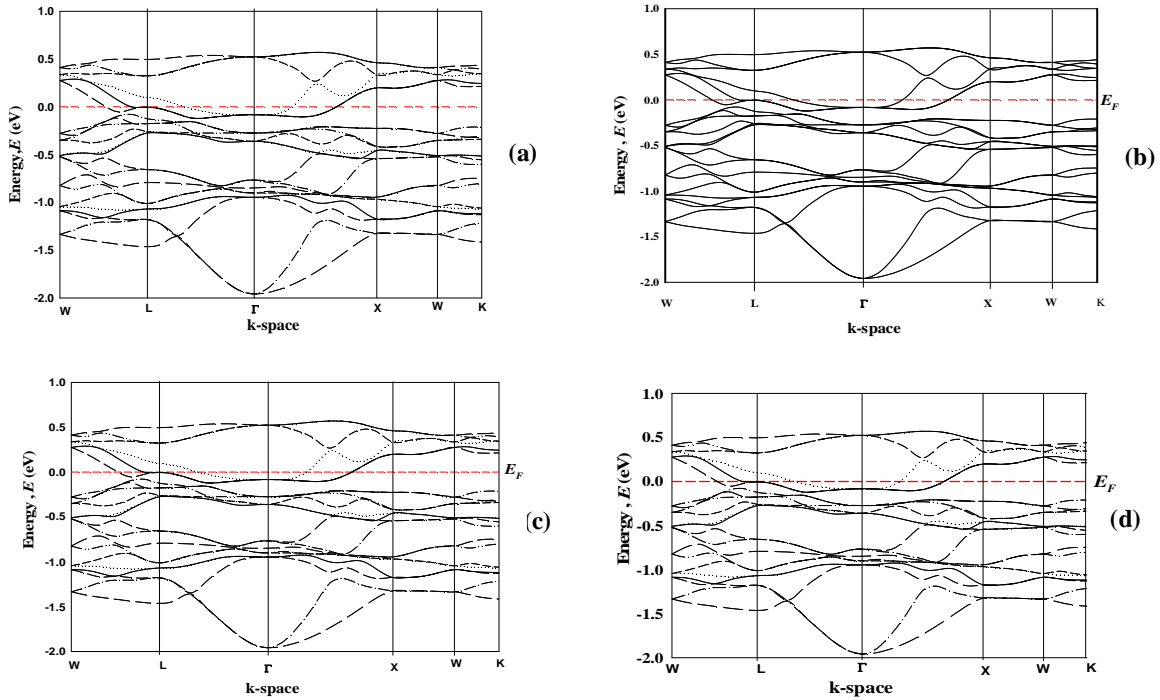 1.0
0.5
0.0
-0.5
-1.0
-1.5
-2.0
Energy,E (eV)
W L Γ X W K
k-space
(a)
1.0
0.5
0.0
-0.5
-1.0
-1.5
-2.0
Energy , E (eV)
E_F
W L Γ X W K
k-space
(b)
1.0
0.5
0.0
-0.5
-1.0
-1.5
-2.0
Energy , E (eV)
E_F
W L Γ X W K
k-space
(c)
1.0
0.5
0.0
-0.5
-1.0
-1.5
-2.0
Energy , E (eV)
E_F
W L Γ X W K
k-space
(d)